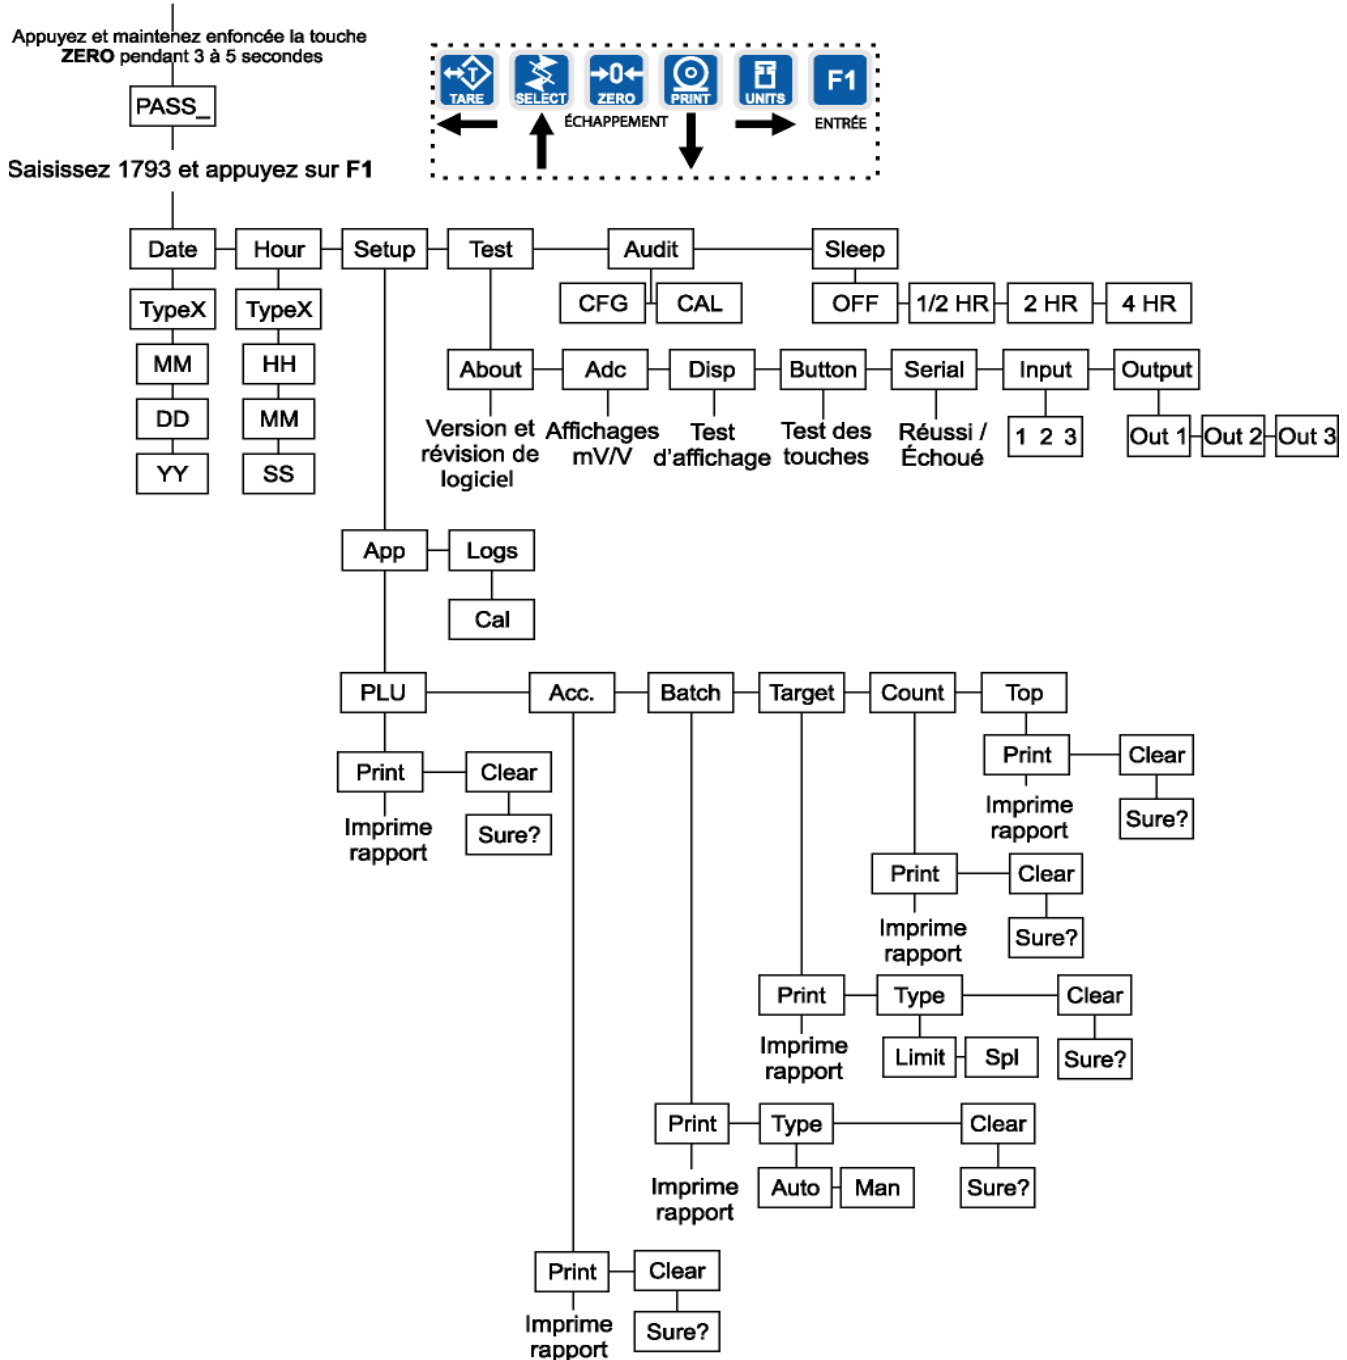 Appuyez et maintenez enfoncée la touche
ZERO pendant 3 à 5 secondes
PASS_
Saisissez 1793 et appuyez sur F1
T
TARE
SELECT
0
ZERO
PRINT
UNITS
F1
ÉCHAPPEMENT
ENTRÉE
Date
Hour
Setup
Test
Audit
Sleep
TypeX
TypeX
CFG
CAL
OFF
1/2 HR
2 HR
4 HR
MM
HH
About
Adc
Disp
Button
Serial
Input
Output
DD
MM
YY
SS
Version et
révision de
logiciel
Affichages
mV/V
Test
d'affichage
Test des
touches
Réussi /
Échoué
1 2 3
Out 1
Out 2
Out 3
App
Logs
Cal
PLU
Acc.
Batch
Target
Count
Top
Print
Clear
Imprime
rapport
Sure?
Print
Clear
Imprime
rapport
Sure?
Print
Clear
Imprime
rapport
Sure?
Print
Type
Clear
Imprime
rapport
Limit
Spl
Sure?
Print
Type
Clear
Imprime
rapport
Auto
Man
Sure?
Print
Clear
Imprime
rapport
Sure?